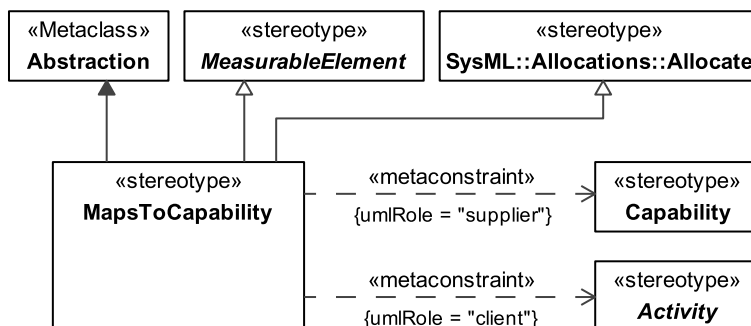 «Metaclass»
Abstraction
«stereotype»
MeasurableElement
«stereotype»
SysML::Allocations::Allocate
«stereotype»
MapsToCapability
«metaconstraint»
{umlRole = "supplier"}
«stereotype»
Capability
«metaconstraint»
{umlRole = "client"}
«stereotype»
Activity